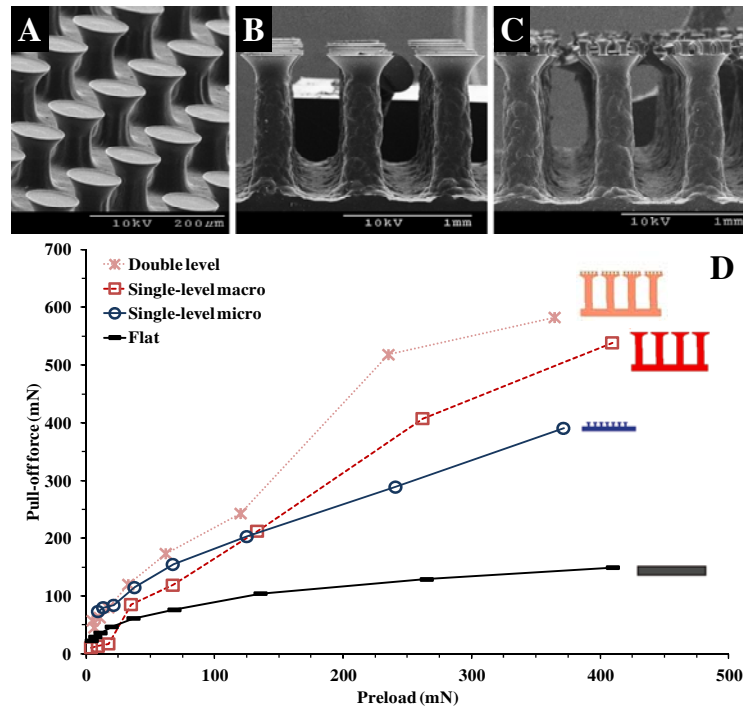 A
B
C
10kV 200µm
10kV 1mm
10kV 1mm
D
700
600
500
400
300
200
100
0
Double level
Single-level macro
Single-level micro
Flat
Pull-off force (mN)
0 100 200 300 400 500
Preload (mN)